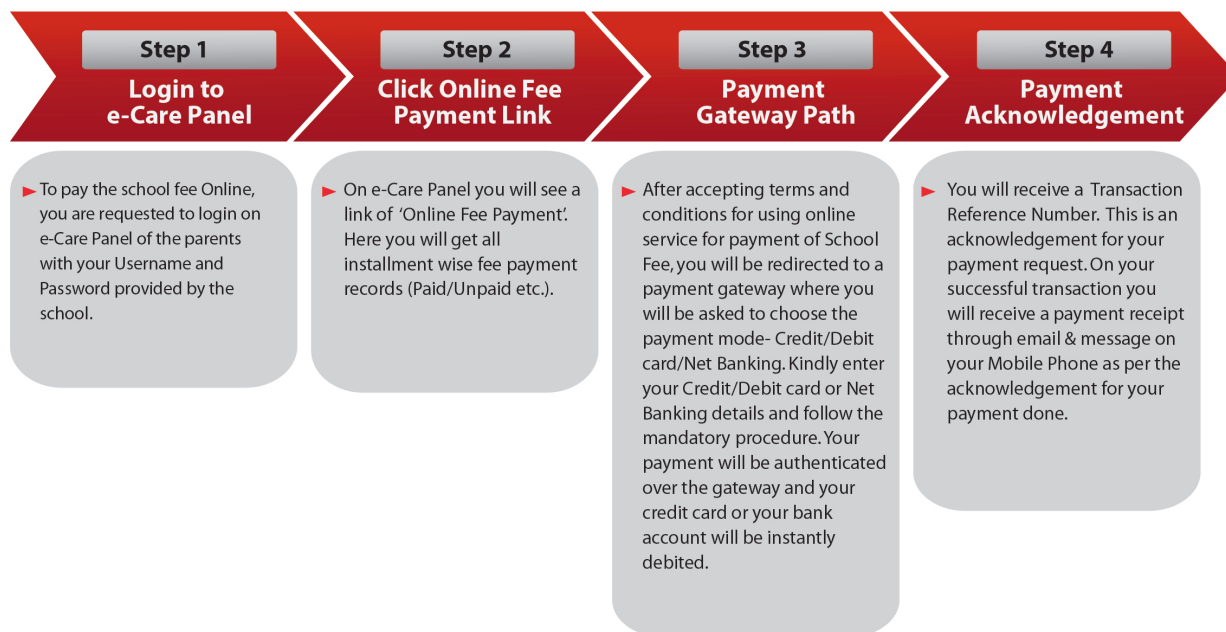 Step 1
Login to
e-Care Panel
To pay the school fee Online,
you are requested to login on
e-Care Panel of the parents
with your Username and
Password provided by the
school.
Step 2
Click Online Fee
Payment Link
On e-Care Panel you will see a
link of ‘Online Fee Payment’.
Here you will get all
installment wise fee payment
records (Paid/Unpaid etc.).
Step 3
Payment
Gateway Path
After accepting terms and
conditions for using online
service for payment of School
Fee, you will be redirected to a
payment gateway where you
will be asked to choose the
payment mode- Credit/Debit
card/Net Banking. Kindly enter
your Credit/Debit card or Net
Banking details and follow the
mandatory procedure. Your
payment will be authenticated
over the gateway and your
credit card or your bank
account will be instantly
debited.
Step 4
Payment
Acknowledgement
You will receive a Transaction
Reference Number. This is an
acknowledgement for your
payment request. On your
successful transaction you
will receive a payment receipt
through email & message on
your Mobile Phone as per the
acknowledgement for your
payment done.